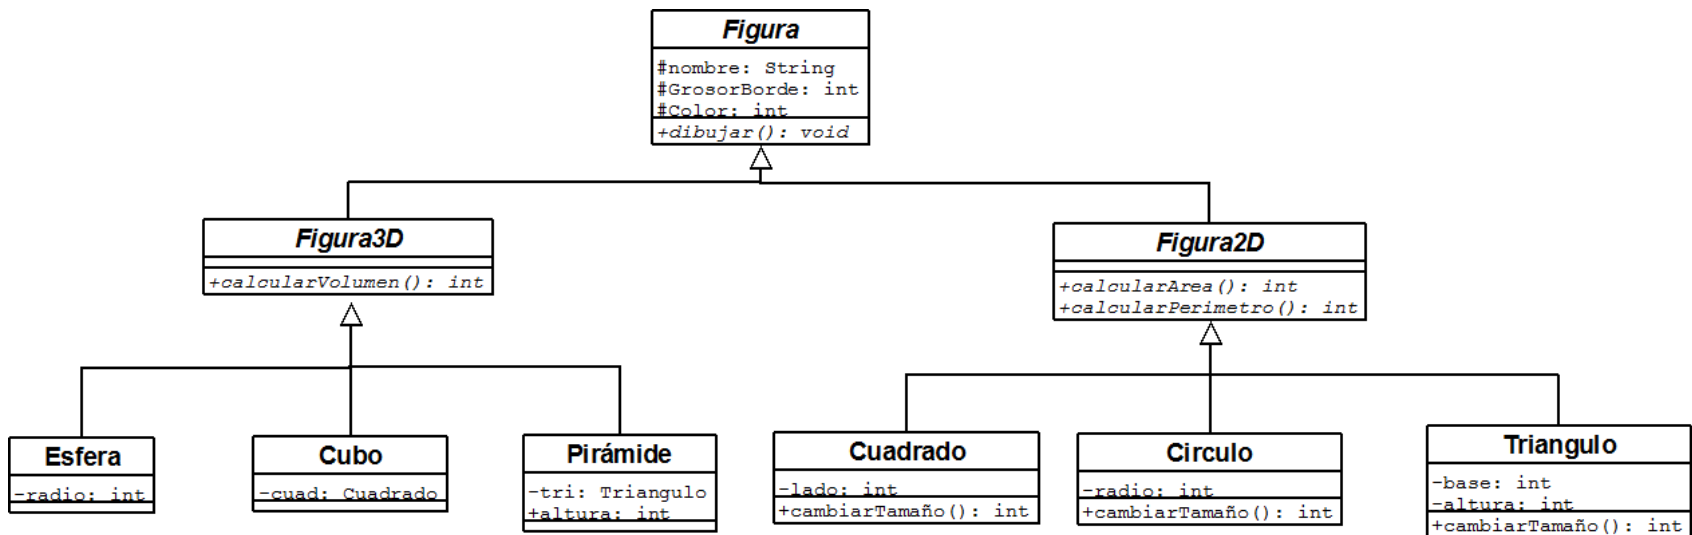 Figura
#nombre: String
#GrosorBorde: int
#Color: int
+dibujar(): void
Figura3D
+calcularVolumen(): int
Figura2D
+calcularArea(): int
+calcularPerimetro(): int
Esfera
-radio: int
Cubo
-cuad: Cuadrado
Pirámide
-tri: Triangulo
+altura: int
Cuadrado
-lado: int
+cambiarTamaño(): int
Circulo
-radio: int
+cambiarTamaño(): int
Triangulo
-base: int
-altura: int
+cambiarTamaño(): int